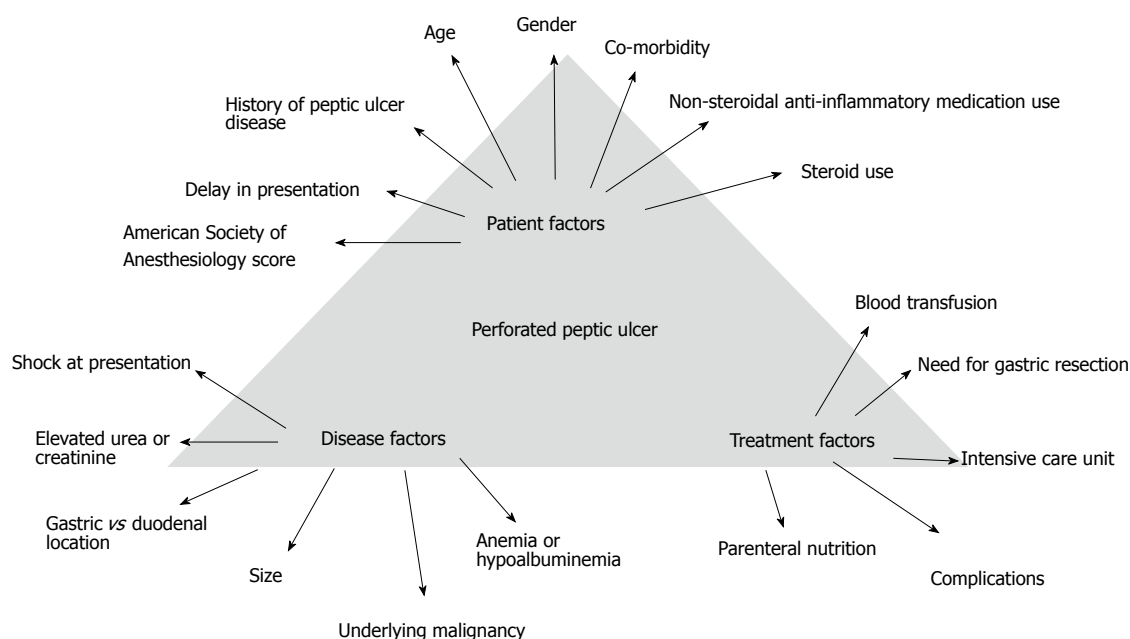 Gender
Age
Co-morbidity
History of peptic ulcer
disease
Non-steroidal anti-inflammatory medication use
Steroid use
Delay in presentation
Patient factors
American Society of
Anesthesiology score
Blood transfusion
Perforated peptic ulcer
Shock at presentation
Need for gastric resection
Elevated urea or
creatinine
Disease factors
Treatment factors
Intensive care unit
Gastric vs duodenal
location
Anemia or
hypoalbuminemia
Parenteral nutrition
Size
Complications
Underlying malignancy